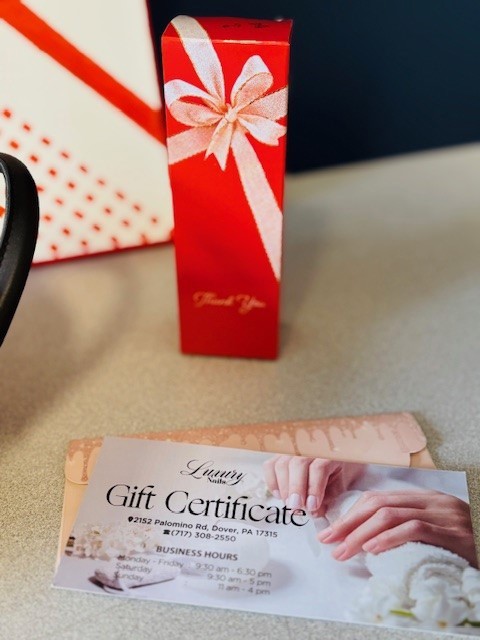 Thank You
Luxury
Nails
Gift Certificate
2152 Palomino Rd, Dover, PA 17315
(717) 308-2550
BUSINESS HOURS
Monday - Friday 9:30 am - 6:30 pm
Saturday 9:30 am - 5 pm
Sunday 11 am - 4 pm